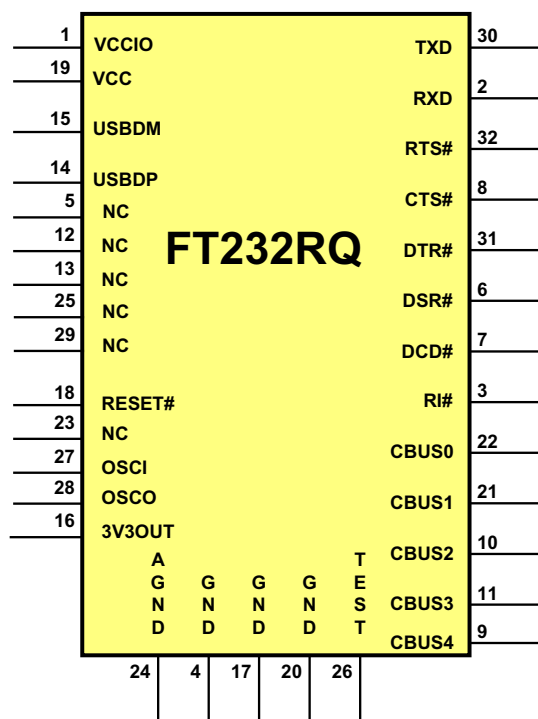 1 VCCIO TXD 30
19 VCC
RXD 2
15 USBDM
RTS# 32
14 USBDP
CTS# 8
5 NC
FT232RQ
12 NC DTR# 31
13 NC
DSR# 6
25 NC
29 NC DCD# 7
18 RESET# RI# 3
23 NC
CBUS0 22
27 OSCI
28 OSCO CBUS1 21
16 3V3OUT
CBUS2 10
AGND GND GND GND TEST
CBUS3 11
CBUS4 9
24 4 17 20 26